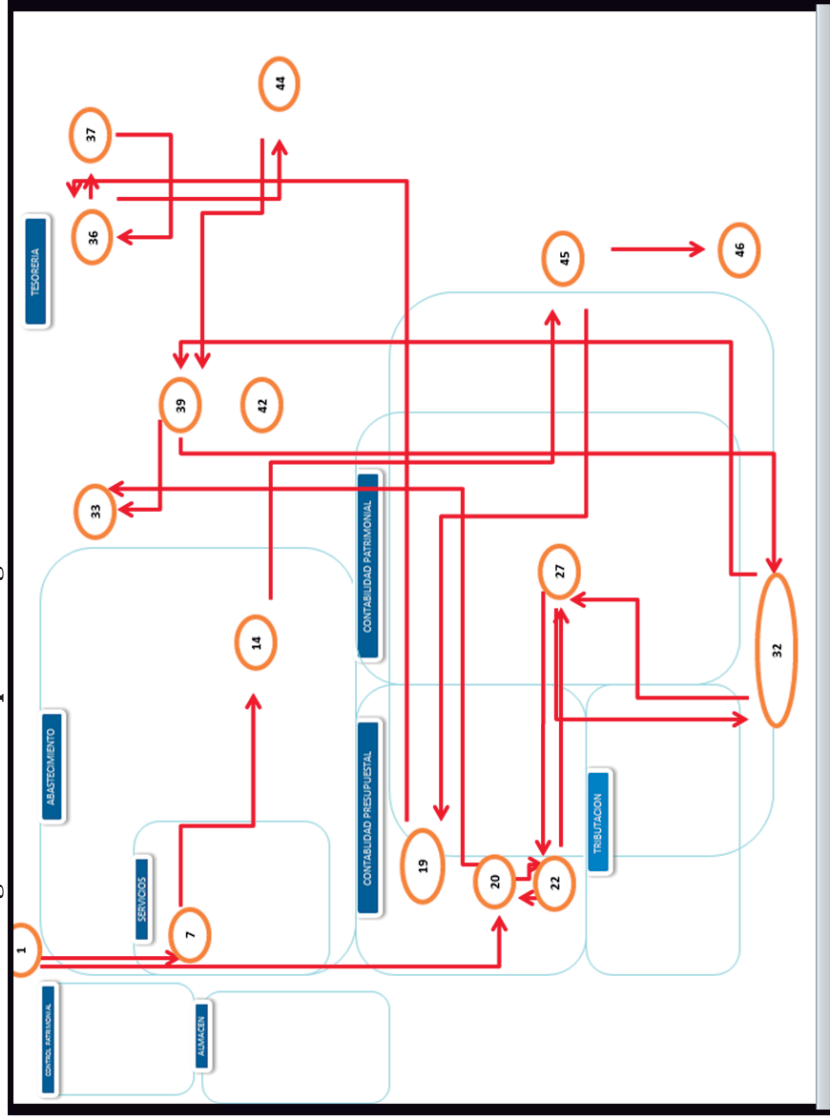 1
CONTROL PATRIMONIAL
ABASTECIMIENTO
TESORERIA
33
36
37
SERVICIOS
7
39
ALMACEN
14
42
44
CONTABLIDAD PRESUPUESTAL
CONTABILIDAD PATRIMONIAL
19
20
22
27
45
TRIBUTACION
46
32